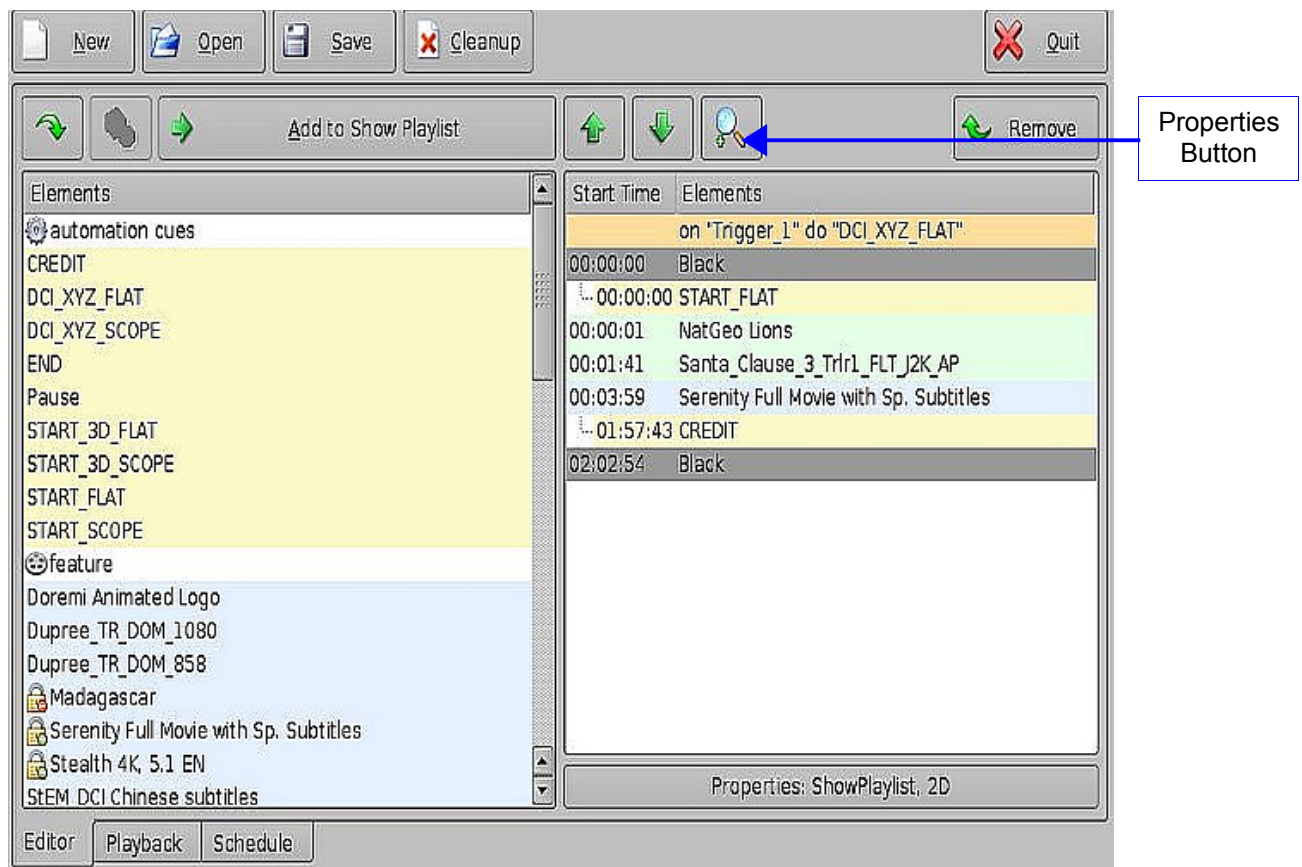 New
Open
Save
Cleanup
Quit
Add to Show Playlist
Remove
Properties
Button
Elements
automation cues
CREDIT
DCI_XYZ_FLAT
DCI_XYZ_SCOPE
END
Pause
START_3D_FLAT
START_3D_SCOPE
START_FLAT
START_SCOPE
feature
Doremi Animated Logo
Dupree_TR_DOM_1080
Dupree_TR_DOM_858
Madagascar
Serenity Full Movie with Sp. Subtitles
Stealth 4K, 5.1 EN
StEM DCI Chinese subtitles
Start Time Elements
on "Trigger_1" do "DCI_XYZ_FLAT"
00:00:00 Black
00:00:00 START_FLAT
00:00:01 NatGeo Lions
00:01:41 Santa_Clause_3_Trlr1_FLT_J2K_AP
00:03:59 Serenity Full Movie with Sp. Subtitles
01:57:43 CREDIT
02:02:54 Black
Properties: ShowPlaylist, 2D
Editor
Playback
Schedule